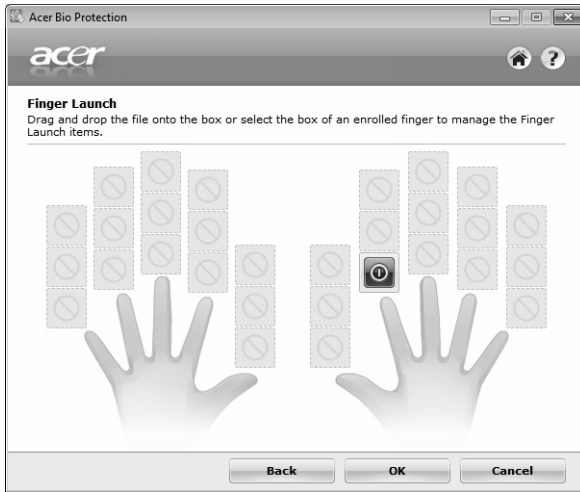 Acer Bio Protection
acer
?
Finger Launch
Drag and drop the file onto the box or select the box of an enrolled finger to manage the Finger
Launch items.
Back OK Cancel